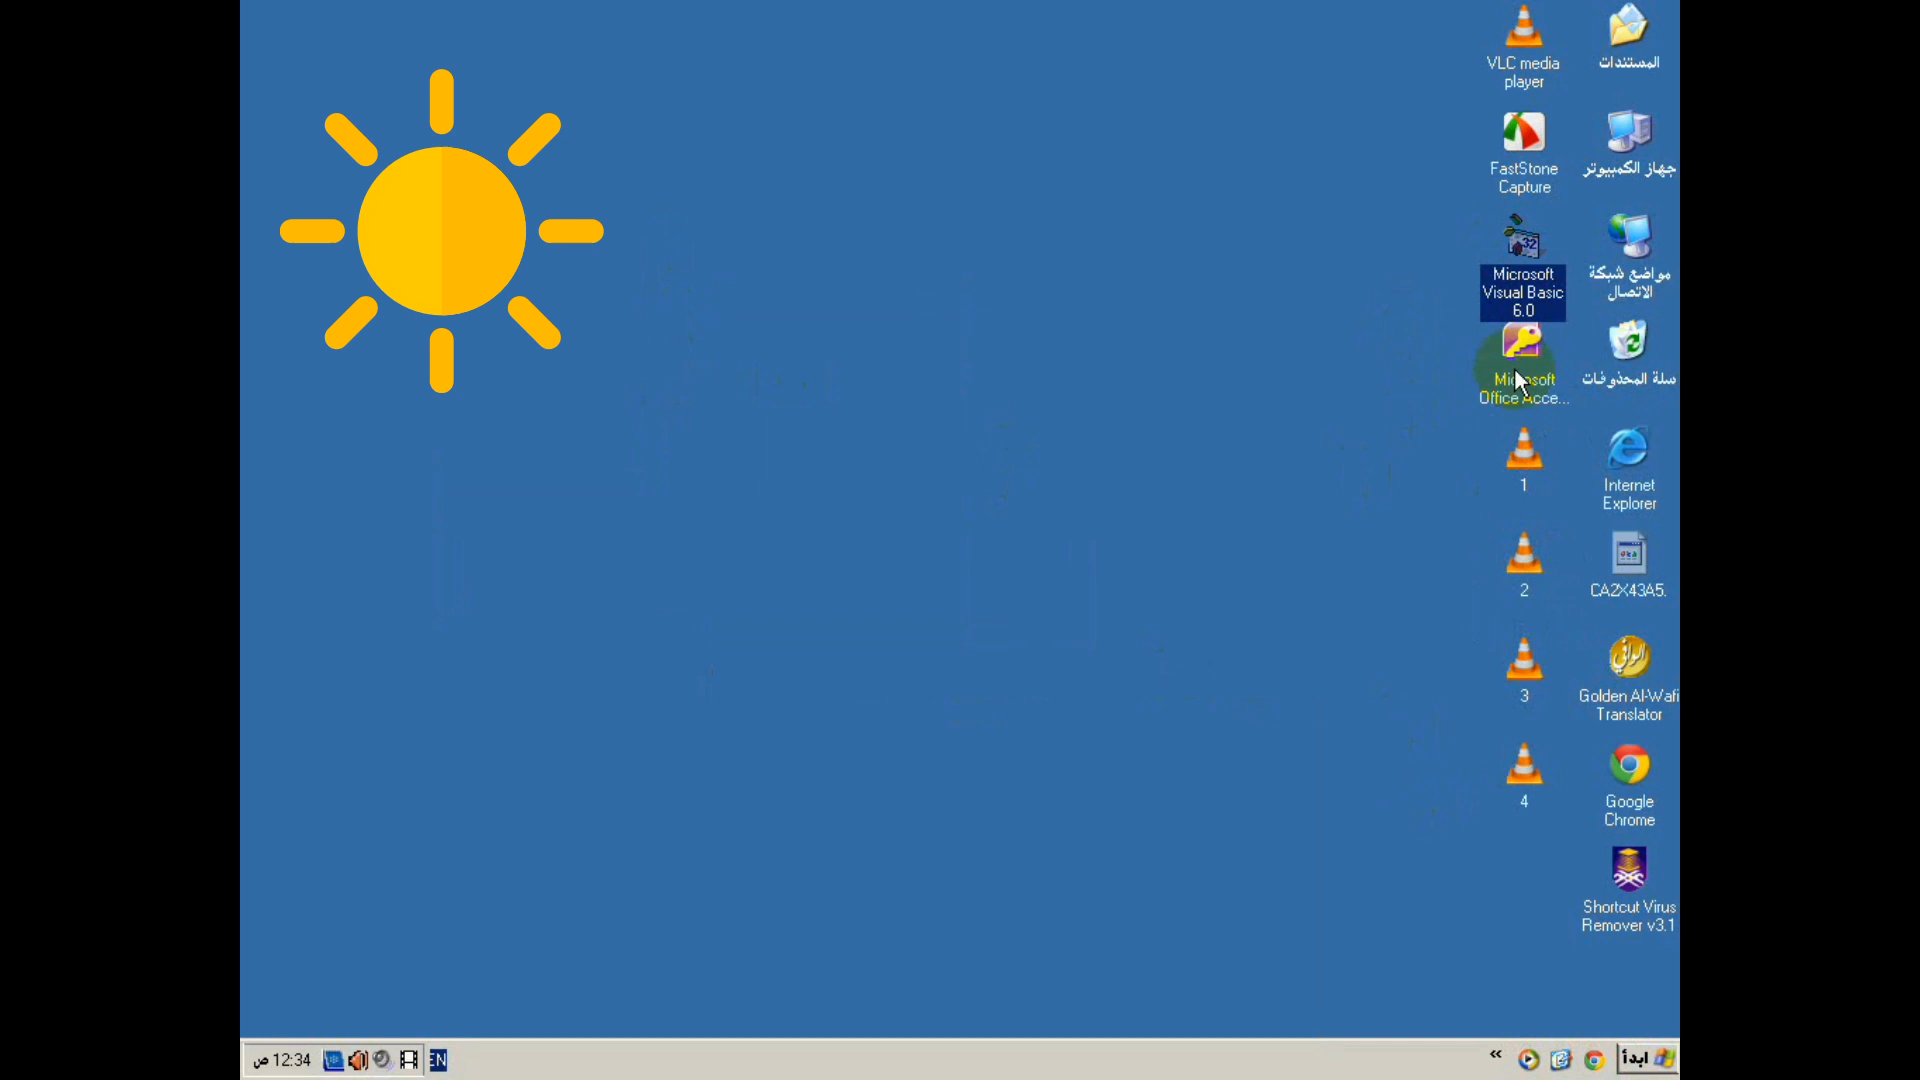 المستندات
جهاز الكمبيوتر
مواضع شبكة
الاتصال
سلة المحذوفات
Internet
Explorer
CA2X43A5.
Golden Al-Wafi
Translator
Google
Chrome
Shortcut Virus
Remover v3.1
VLC media
player
FastStone
Capture
Microsoft
Visual Basic
6.0
Microsoft
Office Acce...
1
2
3
4
ابدأ
EN
12:34 ص